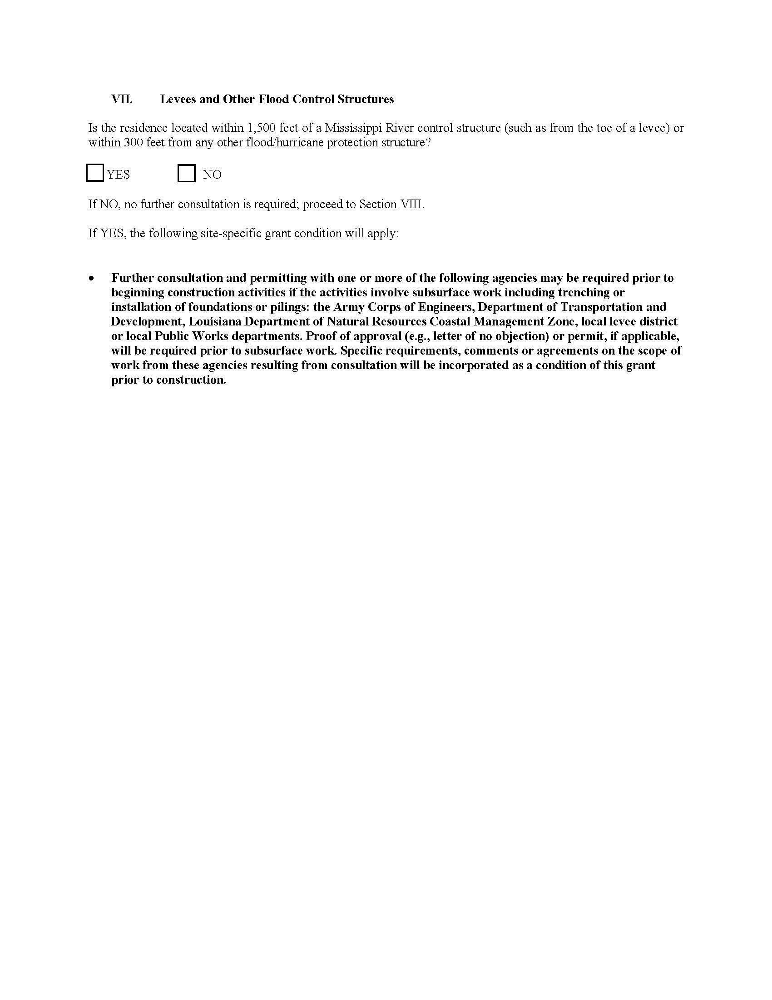 VII. Levees and Other Flood Control Structures
Is the residence located within 1,500 feet of a Mississippi River control structure (such as from the toe of a levee) or
within 300 feet from any other flood/hurricane protection structure?
YES NO
If NO, no further consultation is required; proceed to Section VIII.
If YES, the following site-specific grant condition will apply:
• Further consultation and permitting with one or more of the following agencies may be required prior to
beginning construction activities if the activities involve subsurface work including trenching or
installation of foundations or pilings: the Army Corps of Engineers, Department of Transportation and
Development, Louisiana Department of Natural Resources Coastal Management Zone, local levee district
or local Public Works departments. Proof of approval (e.g., letter of no objection) or permit, if applicable,
will be required prior to subsurface work. Specific requirements, comments or agreements on the scope of
work from these agencies resulting from consultation will be incorporated as a condition of this grant
prior to construction.